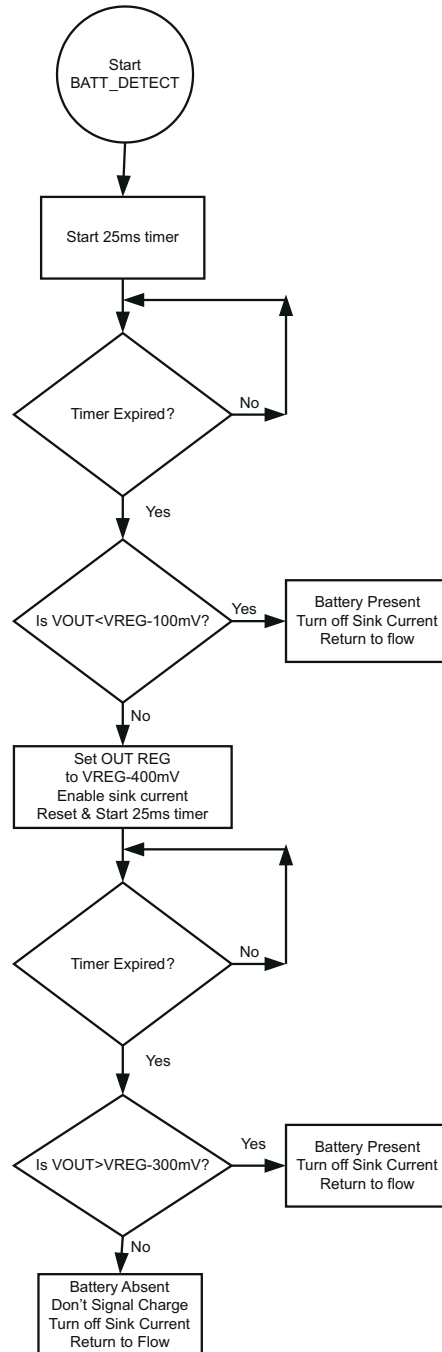 Start
BATT_DETECT
Start 25ms timer
Timer Expired?
No
Yes
Is VOUT<VREG-100mV?
Yes
Battery Present
Turn off Sink Current
Return to flow
No
Set OUT REG
to VREG-400mV
Enable sink current
Reset & Start 25ms timer
Timer Expired?
No
Yes
Is VOUT>VREG-300mV?
Yes
Battery Present
Turn off Sink Current
Return to flow
No
Battery Absent
Don't Signal Charge
Turn off Sink Current
Return to Flow